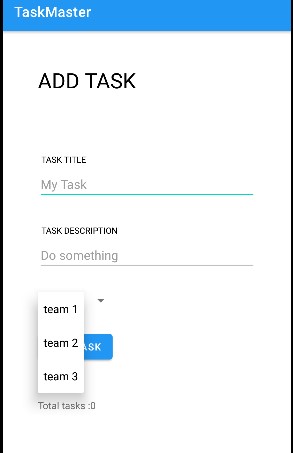 TaskMaster
ADD TASK
TASK TITLE
My Task
TASK DESCRIPTION
Do something
team 1
team 2
ASK
team 3
Total tasks :0